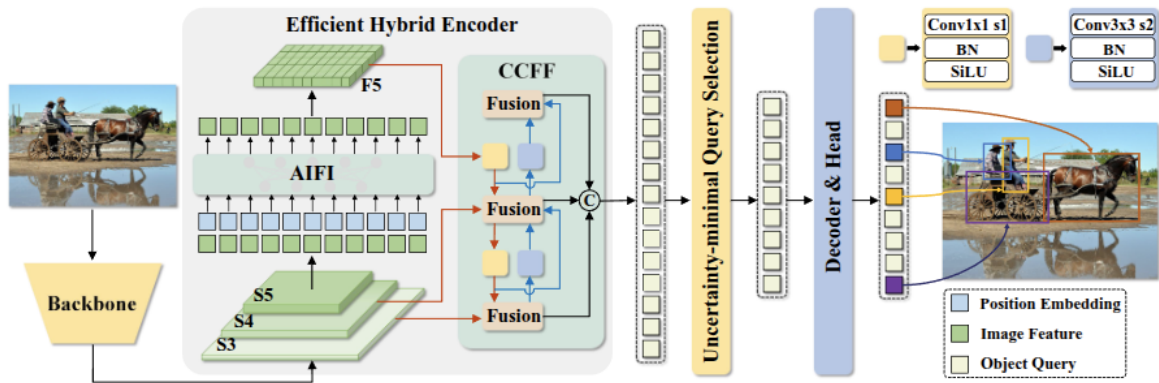 Efficient Hybrid Encoder
F5
CCFF
Fusion
AIFI
Fusion
C
Fusion
S5
S4
S3
Backbone
Uncertainty-minimal Query Selection
Decoder & Head
Conv1x1 s1
BN
SiLU
Conv3x3 s2
BN
SiLU
Position Embedding
Image Feature
Object Query